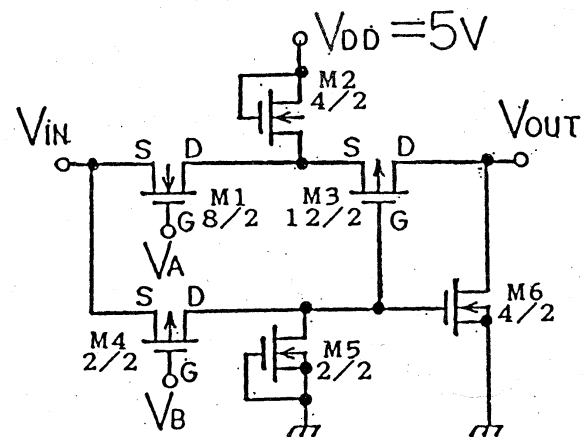 VDD=5V
M2
4/2
VIN
S D
M1
8/2
G
VA
S D
M3
12/2
G
VOUT
S D
M4
2/2
G
VB
M5
2/2
M6
4/2